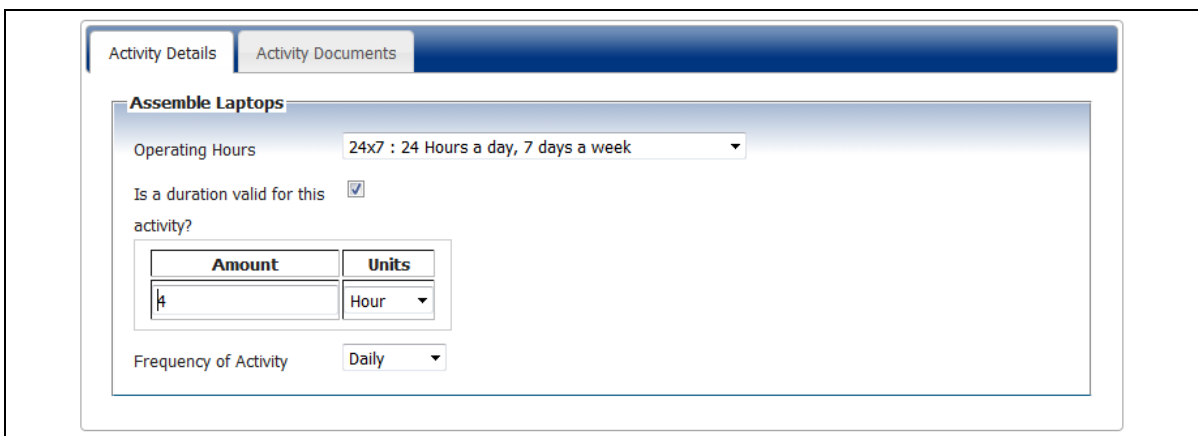 Activity Details Activity Documents
Assemble Laptops
Operating Hours 24x7 : 24 Hours a day, 7 days a week
Is a duration valid for this
activity?
Amount Units
4 Hour
Frequency of Activity Daily